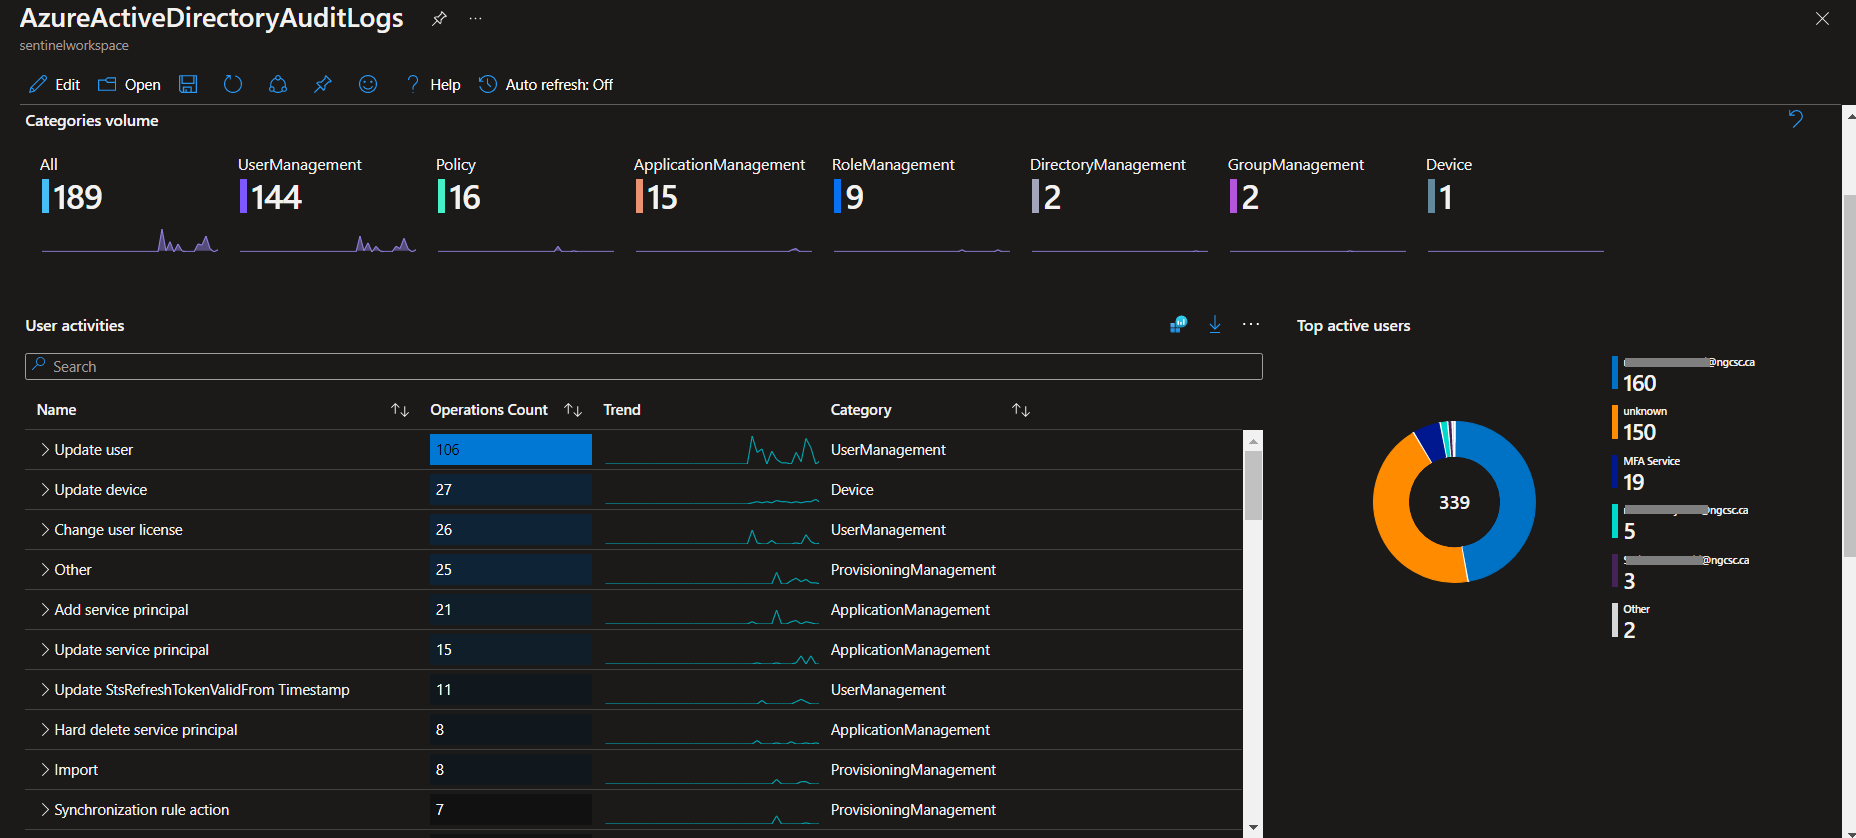 AzureActiveDirectoryAuditLogs
sentinelworkspace
Edit Open Help Auto refresh: Off
Categories volume
All UserManagement Policy ApplicationManagement RoleManagement DirectoryManagement GroupManagement Device
189 144 16 15 9 2 2 1
User activities
Top active users
Search
Name Operations Count Trend Category
Update user 106 UserManagement
Update device 27 Device
Change user license 26 UserManagement
Other 25 ProvisioningManagement
Add service principal 21 ApplicationManagement
Update service principal 15 ApplicationManagement
Update StsRefreshTokenValidFrom Timestamp 11 UserManagement
Hard delete service principal 8 ApplicationManagement
Import 8 ProvisioningManagement
Synchronization rule action 7 ProvisioningManagement
339
@ngcsc.ca
160
unknown
150
MFA Service
19
@ngcsc.ca
5
@ngcsc.ca
3
Other
2